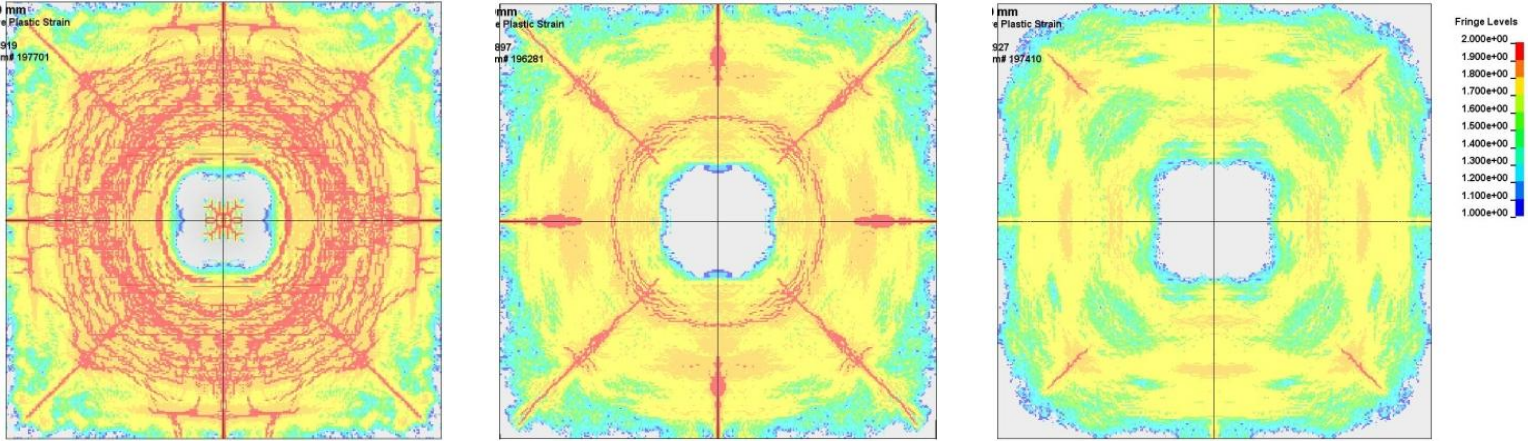 mm
e Plastic Strain
919
m# 197701
mm
e Plastic Strain
897
m# 196281
mm
e Plastic Strain
927
m# 197410
Fringe Levels
2.000e+00
1.900e+00
1.800e+00
1.700e+00
1.600e+00
1.500e+00
1.400e+00
1.300e+00
1.200e+00
1.100e+00
1.000e+00